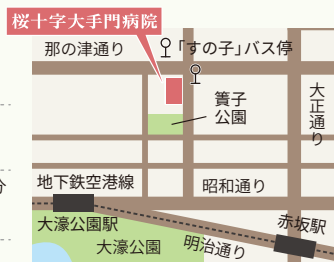 桜十字大手門病院
那の津通り
「すの子」バス停
簀子
公園
大正通り
分
地下鉄空港線
昭和通り
大濠公園駅
大濠公園
明治通り
赤坂駅